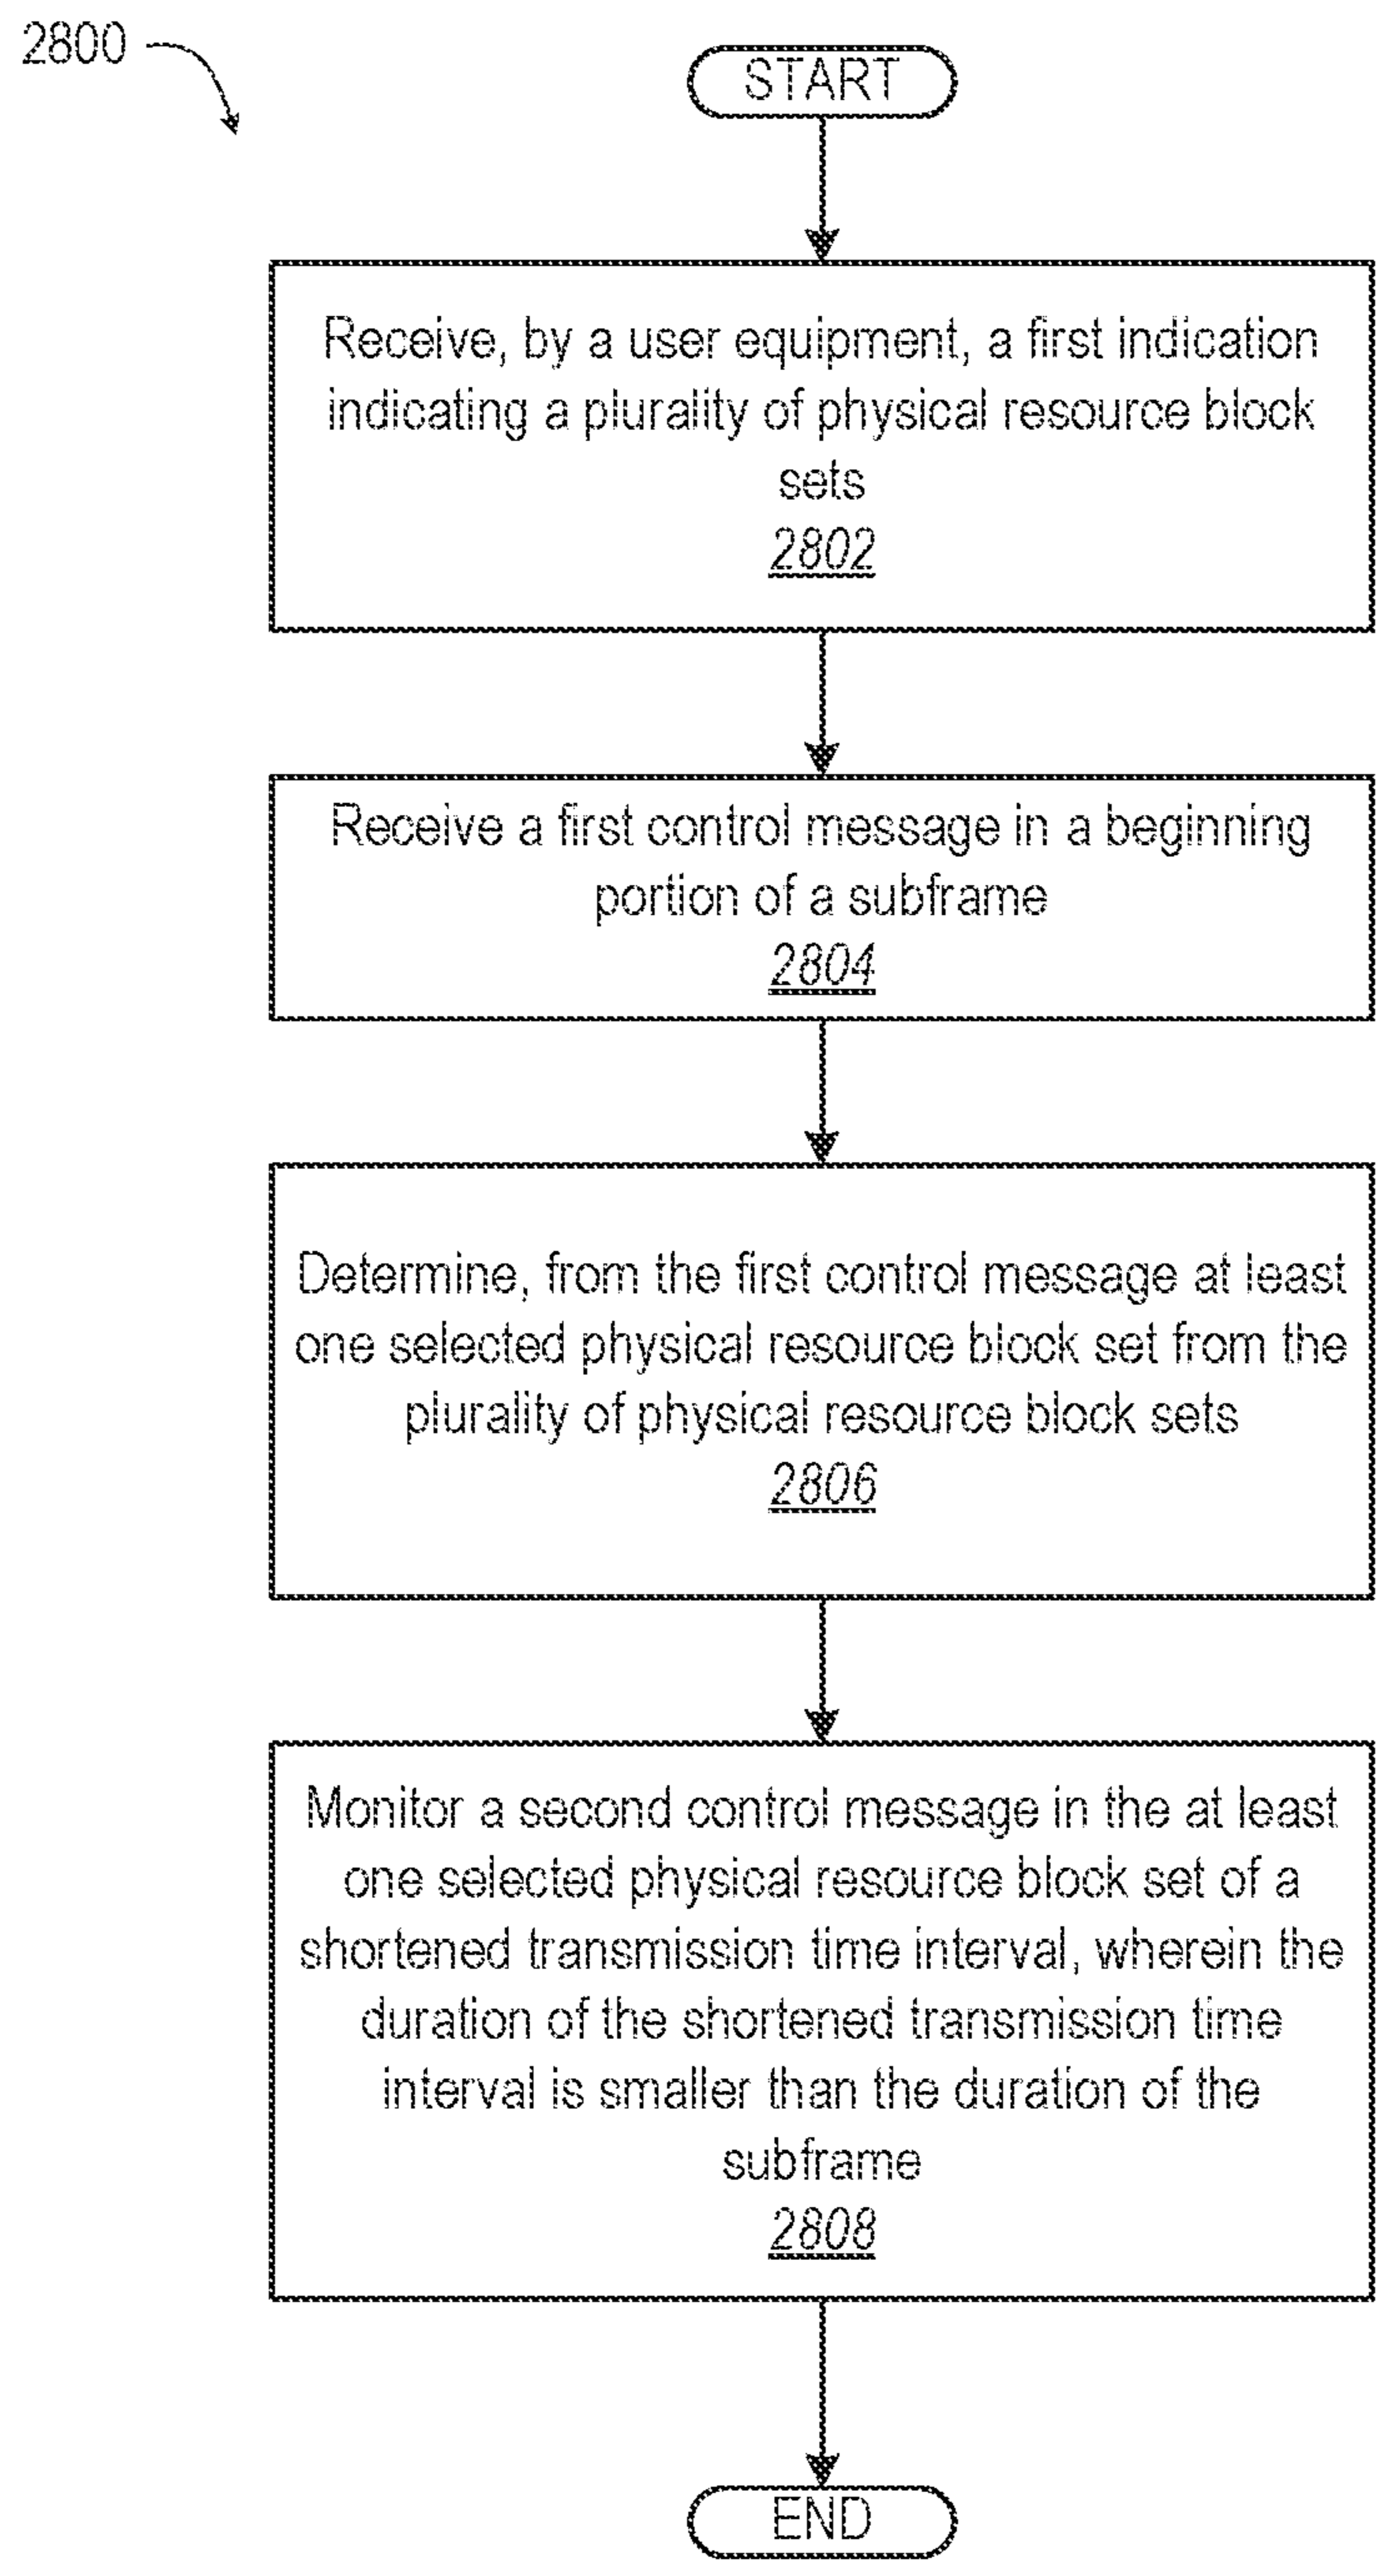 2800
START
Receive, by a user equipment, a first indication
indicating a plurality of physical resource block
sets
2802
Receive a first control message in a beginning
portion of a subframe
2804
Determine, from the first control message at least
one selected physical resource block set from the
plurality of physical resource block sets
2806
Monitor a second control message in the at least
one selected physical resource block set of a
shortened transmission time interval, wherein the
duration of the shortened transmission time
interval is smaller than the duration of the
subframe
2808
END